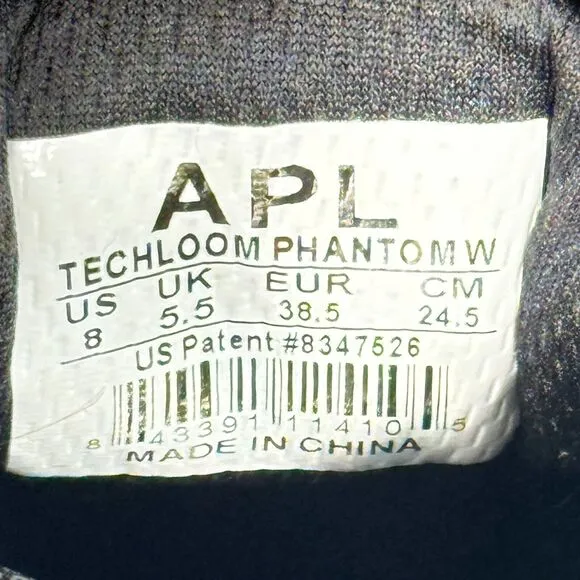 APL
TECHLOOM PHANTOM W
US UK EUR CM
8 5.5 38.5 24.5
US Patent #8347526
8 43391 11410 5
MADE IN CHINA